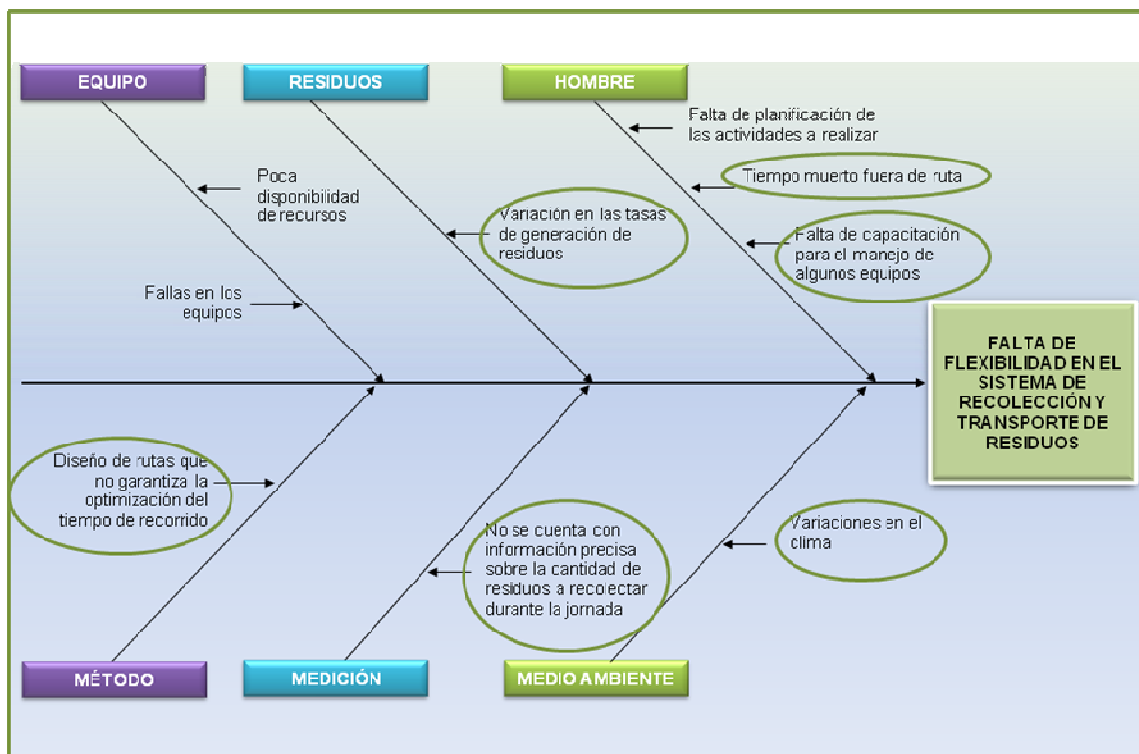 EQUIPO
RESIDUOS
HOMBRE
Falta de planificación de
las actividades a realizar
Poca
disponibilidad
de recursos
Tiempo muerto fuera de ruta
Variación en las tasas
de generación de
residuos
Falta de capacitación
para el manejo de
algunos equipos
Fallas en los
equipos
FALTA DE
FLEXIBILIDAD EN EL
SISTEMA DE
RECOLECCIÓN Y
TRANSPORTE DE
RESIDUOS
Diseño de rutas que
no garantiza la
optimización del
tiempo de recorrido
No se cuenta con
información precisa
sobre la cantidad de
residuos a recolectar
durante la jornada
Variaciones en el
clima
MÉTODO
MEDICIÓN
MEDIO AMBIENTE